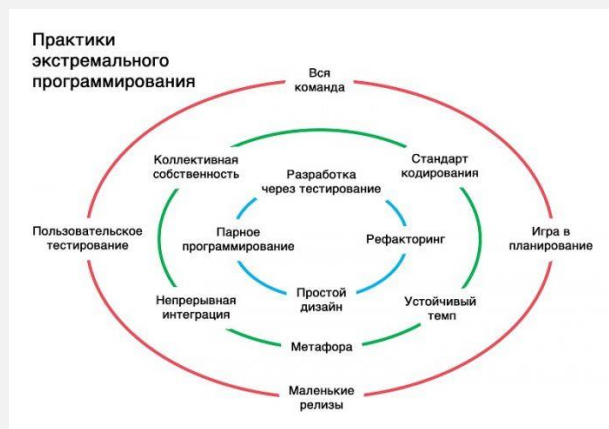 Практики
экстремального
программирования
Вся
команда
Коллективная
собственность
Разработка
через тестирование
Стандарт
кодирования
Пользовательское
тестирование
Парное
программирование
Рефакторинг
Игра в
планирование
Непрерывная
интеграция
Простой
дизайн
Устойчивый
темп
Метафора
Маленькие
релизы